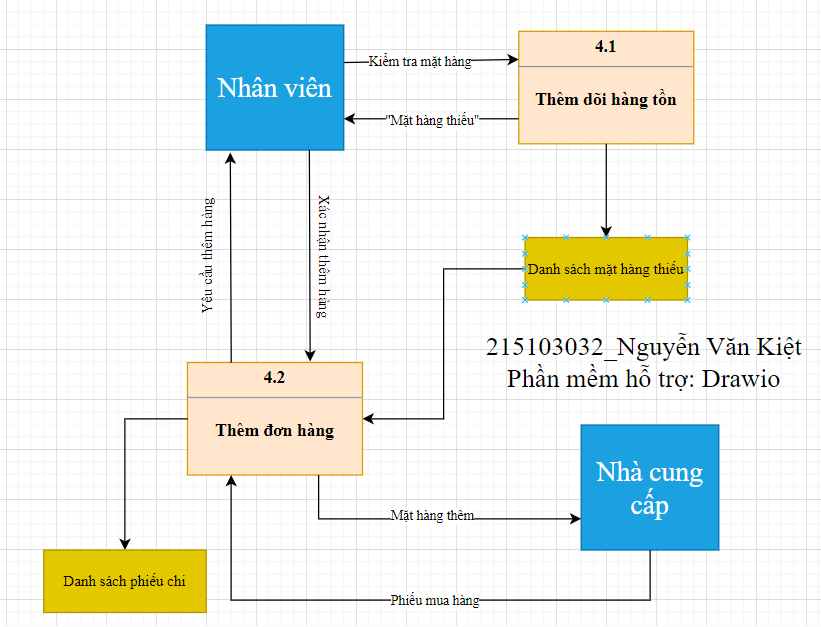 Nhân viên
Kiểm tra mặt hàng
4.1
Thêm dõi hàng tồn
"Mặt hàng thiếu"
Yêu cầu thêm hàng
Xác nhận thêm hàng
Danh sách mặt hàng thiếu
215103032_Nguyễn Văn Kiệt
Phần mềm hỗ trợ: Drawio
4.2
Thêm đơn hàng
Nhà cung
cấp
Mặt hàng thêm
Danh sách phiếu chi
Phiếu mua hàng